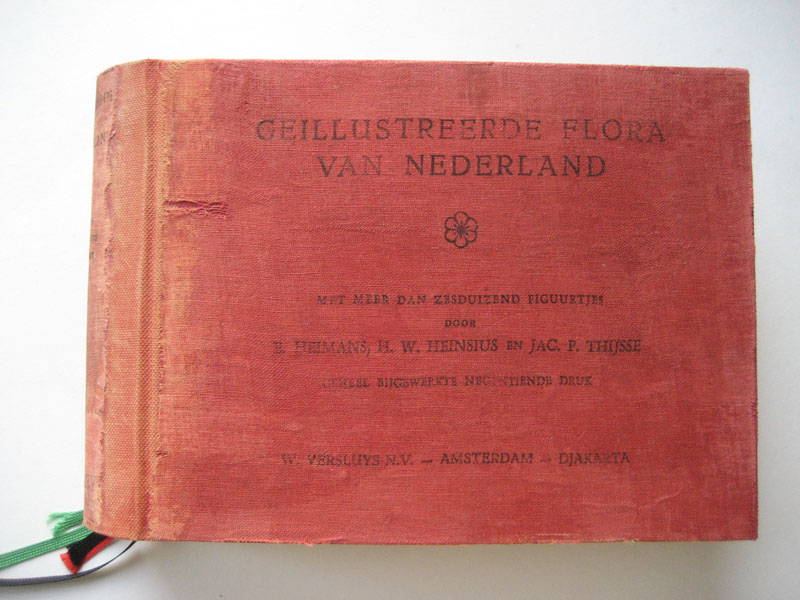 GEILLUSTREERDE FLORA
VAN NEDERLAND
MET MEER DAN ZESDUIZEND FIGUURTJES
DOOR
E. HEIMANS, H. W. HEINSIUS EN JAC. P. THIJSSE
GEHEEL BIJGEWERKTE NEGENTIENDE DRUK
W. VERSLUYS N.V. – AMSTERDAM – DJAKARTA